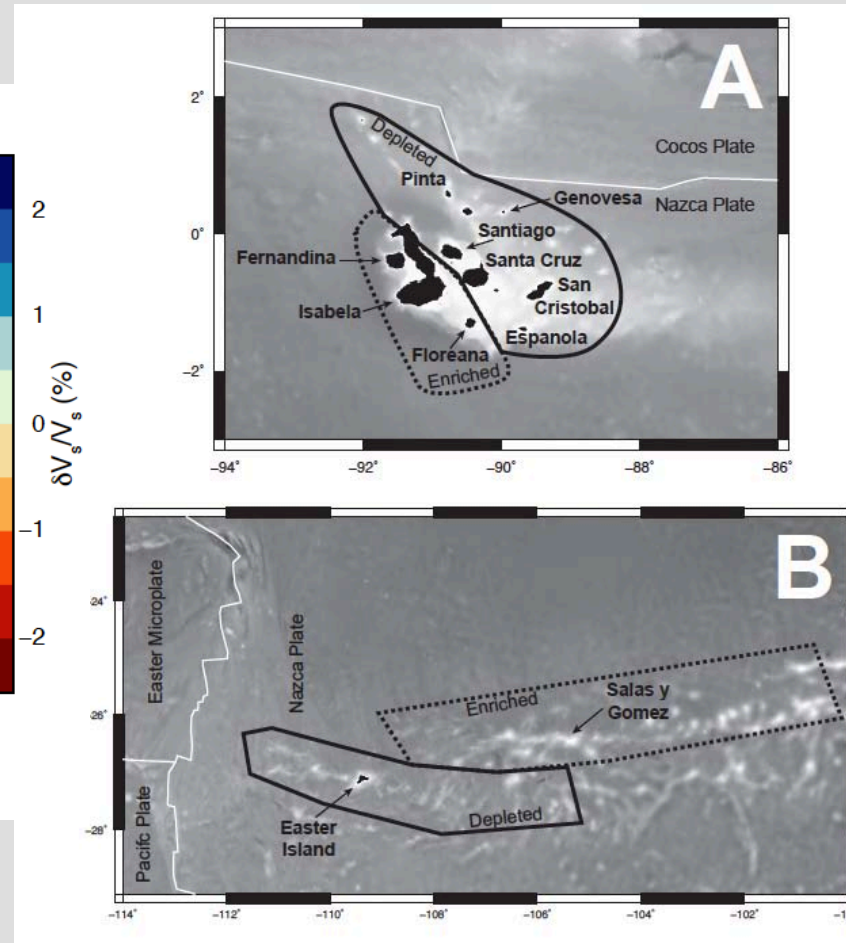 2
1
0
−1
−2
δVs/Vs (%)
A
2°
0°
−2°
−94°
−92°
−90°
−88°
−86°
Depleted
Cocos Plate
Pinta
Genovesa
Nazca Plate
Santiago
Fernandina
Santa Cruz
San
Cristobal
Isabela
Espanola
Floreana
Enriched
B
-24°
-26°
-28°
-114°
-112°
-110°
-108°
-106°
-104°
-102°
Easter Microplate
Nazca Plate
Pacifc Plate
Enriched
Salas y
Gomez
Easter
Island
Depleted